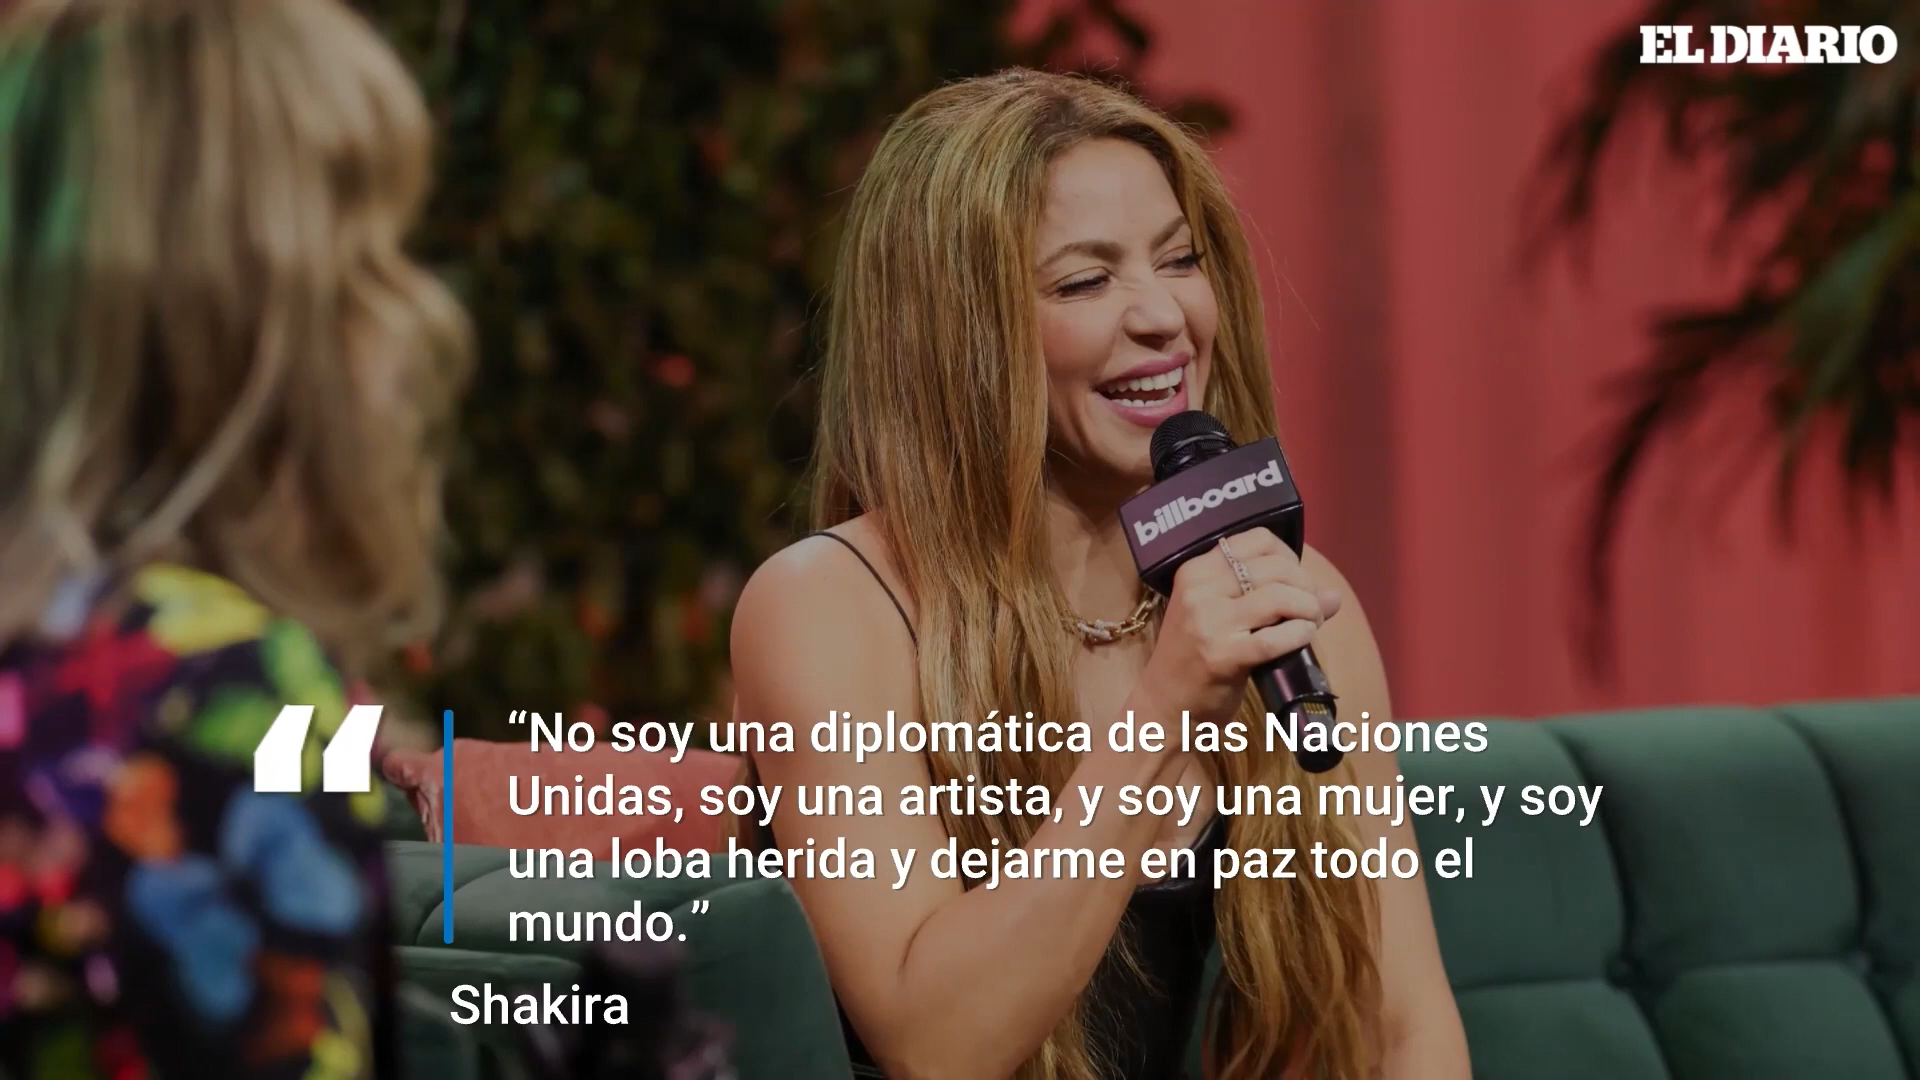 EL DIARIO
billboard
“No soy una diplomática de las Naciones
Unidas, soy una artista, y soy una mujer, y soy
una loba herida y dejarme en paz todo el
mundo.”
Shakira